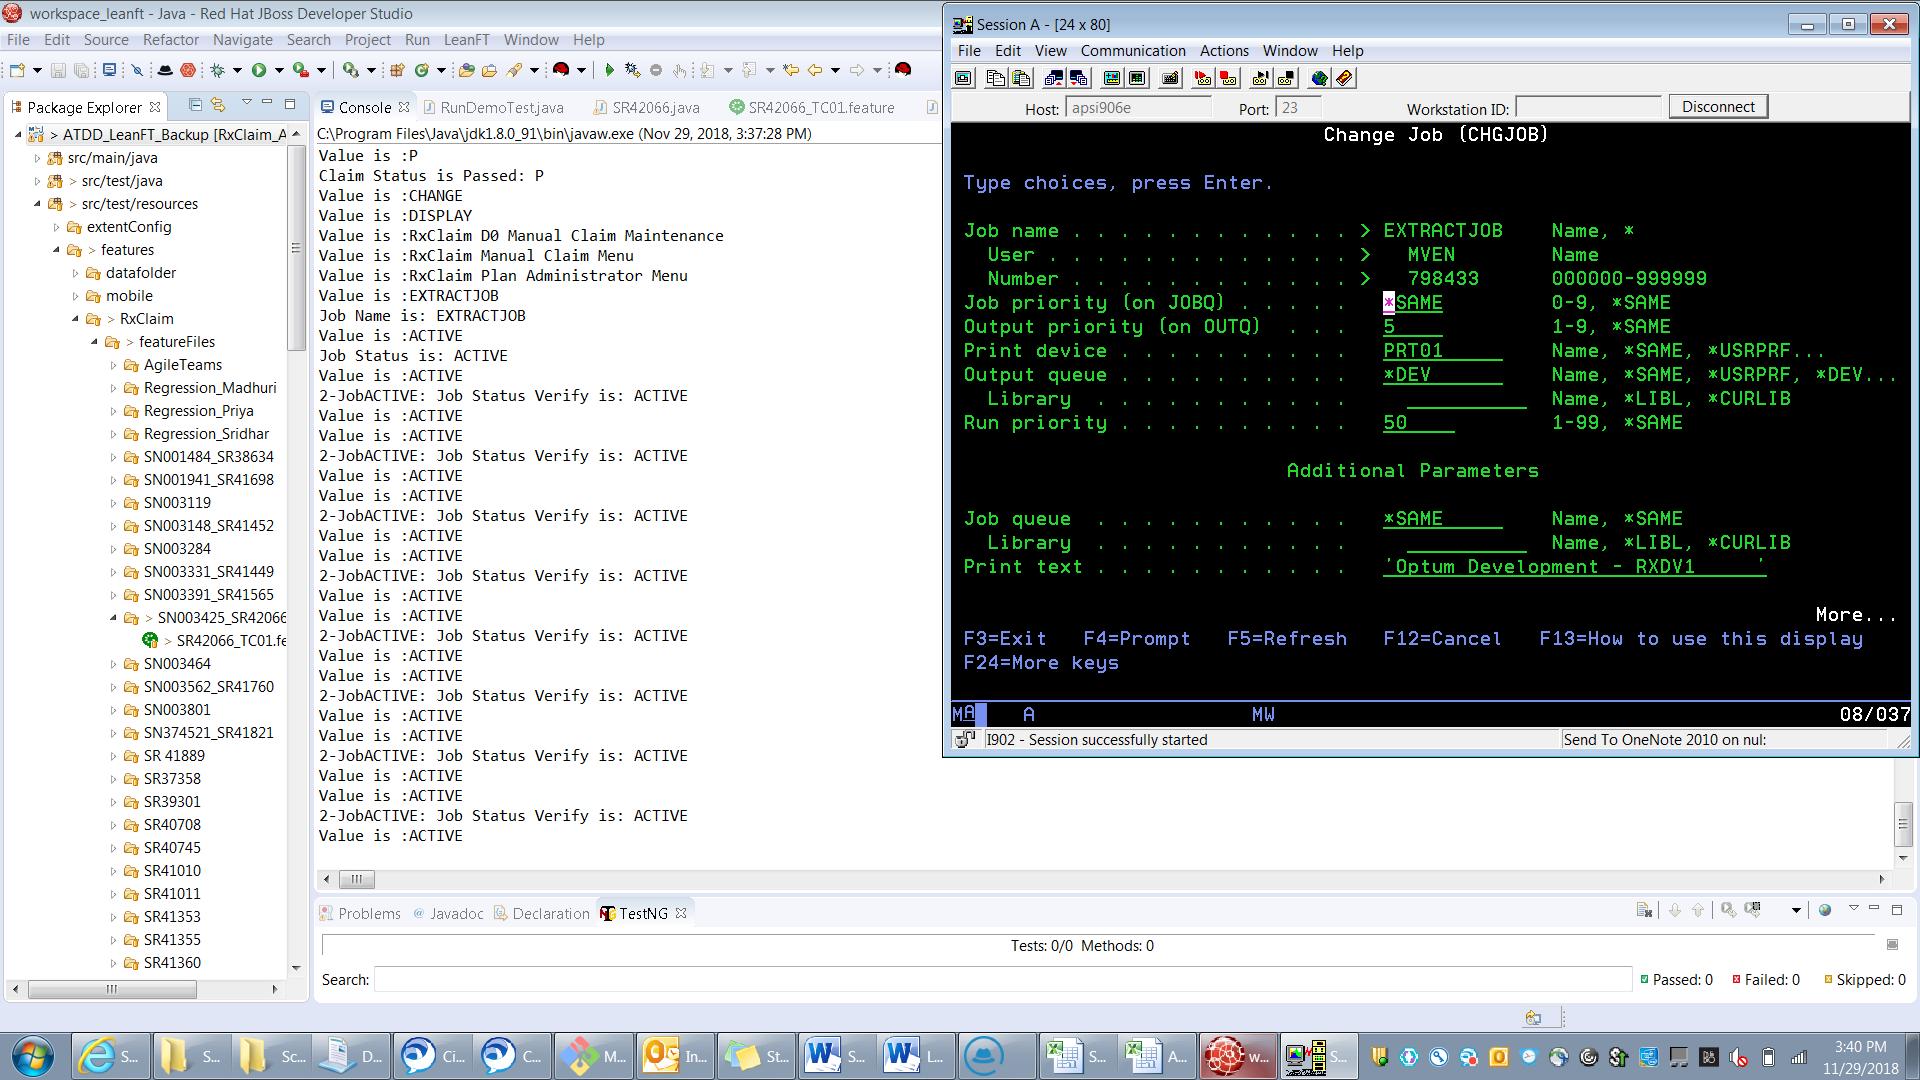 workspace_leanft - Java - Red Hat JBoss Developer Studio
File Edit Source Refactor Navigate Search Project Run LeanFT Window Help
Package Explorer
ATDD_LeanFT_Backup [RxClaim_A
src/main/java
> src/test/java
> src/test/resources
extentConfig
> features
datafolder
mobile
> RxClaim
> featureFiles
AgileTeams
Regression_Madhuri
Regression_Priya
Regression_Sridhar
SN001484_SR38634
SN001941_SR41698
SN003119
SN003148_SR41452
SN003284
SN003331_SR41449
SN003391_SR41565
> SN003425_SR42066
> SR42066_TC01.fe
SN003464
SN003562_SR41760
SN003801
SN374521_SR41821
SR 41889
SR37358
SR39301
SR40708
SR40745
SR41010
SR41011
SR41353
SR41355
SR41360
Console RunDemoTest.java SR42066.java SR42066_TC01.feature
C:\Program Files\Java\jdk1.8.0_91\bin\javaw.exe (Nov 29, 2018, 3:37:28 PM)
Value is :P
Claim Status is Passed: P
Value is :CHANGE
Value is :DISPLAY
Value is :RxClaim D0 Manual Claim Maintenance
Value is :RxClaim Manual Claim Menu
Value is :RxClaim Plan Administrator Menu
Value is :EXTRACTJOB
Job Name is: EXTRACTJOB
Value is :ACTIVE
Job Status is: ACTIVE
Value is :ACTIVE
2-JobACTIVE: Job Status Verify is: ACTIVE
Value is :ACTIVE
Value is :ACTIVE
2-JobACTIVE: Job Status Verify is: ACTIVE
Value is :ACTIVE
Value is :ACTIVE
2-JobACTIVE: Job Status Verify is: ACTIVE
Value is :ACTIVE
Value is :ACTIVE
2-JobACTIVE: Job Status Verify is: ACTIVE
Value is :ACTIVE
Value is :ACTIVE
2-JobACTIVE: Job Status Verify is: ACTIVE
Value is :ACTIVE
Value is :ACTIVE
2-JobACTIVE: Job Status Verify is: ACTIVE
Value is :ACTIVE
Value is :ACTIVE
2-JobACTIVE: Job Status Verify is: ACTIVE
Value is :ACTIVE
Value is :ACTIVE
2-JobACTIVE: Job Status Verify is: ACTIVE
Value is :ACTIVE
Session A - [24 x 80]
File Edit View Communication Actions Window Help
Host: apsi906e Port: 23 Workstation ID: Disconnect
Change Job (CHGJOB)
Type choices, press Enter.
Job name . . . . . . . . . . . . > EXTRACTJOB Name, *
User . . . . . . . . . . . . . > MVEN Name
Number . . . . . . . . . . . . > 798433 000000-999999
Job priority (on JOBQ) . . . . . *SAME 0-9, *SAME
Output priority (on OUTQ) . . . 5 1-9, *SAME
Print device . . . . . . . . . . PRT01 Name, *SAME, *USRPRF...
Output queue . . . . . . . . . . *DEV Name, *SAME, *USRPRF, *DEV...
Library . . . . . . . . . . . Name, *LIBL, *CURLIB
Run priority . . . . . . . . . . 50 1-99, *SAME
Additional Parameters
Job queue . . . . . . . . . . . *SAME Name, *SAME
Library . . . . . . . . . . . Name, *LIBL, *CURLIB
Print text . . . . . . . . . . . 'Optum Development - RXDV1 '
More...
F3=Exit F4=Prompt F5=Refresh F12=Cancel F13=How to use this display
F24=More keys
MA A MW 08/037
I902 - Session successfully started Send To OneNote 2010 on nul:
Problems @ Javadoc Declaration TestNG
Tests: 0/0 Methods: 0
Search: Passed: 0 Failed: 0 Skipped: 0
S... S... Sc... D... Ci... C... M... In... St... S... L... S... A... w... S...
3:40 PM
11/29/2018